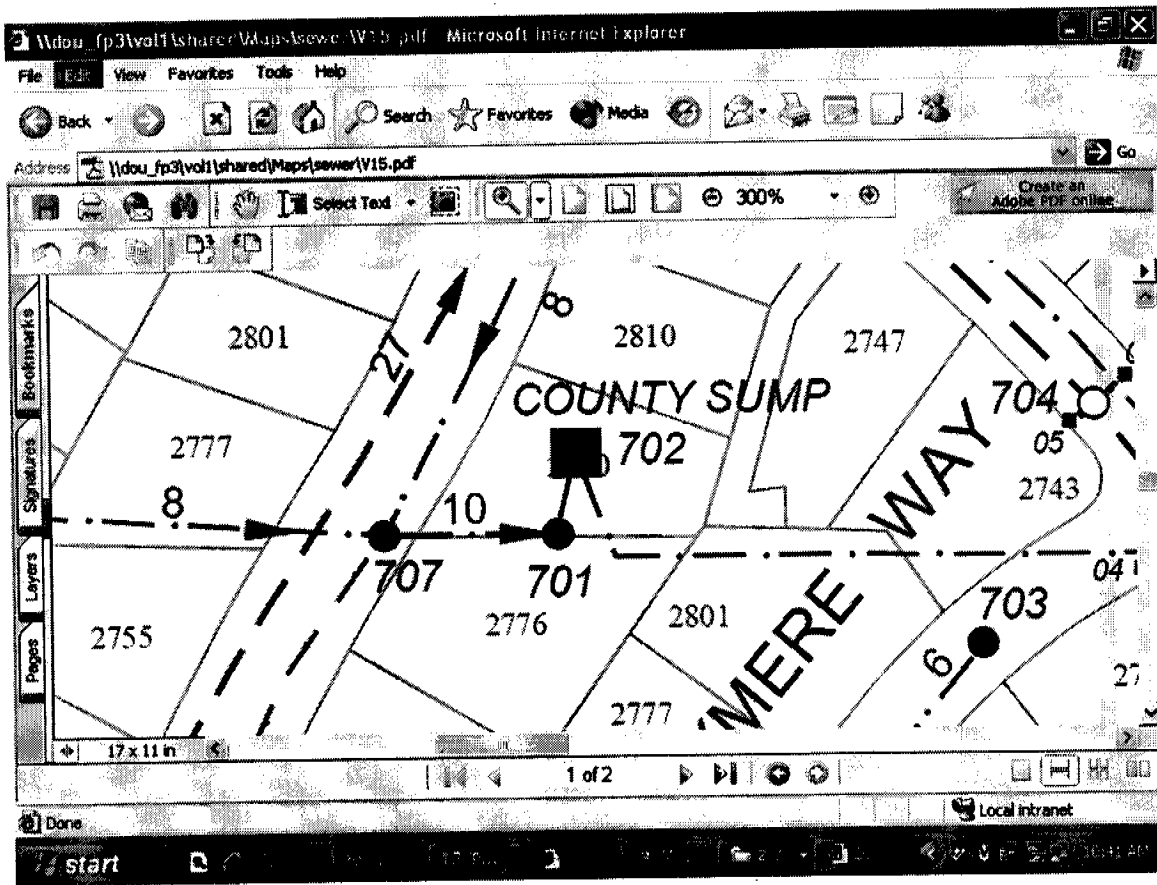 \\dou_fp3\vol1\shared\Maps\sewer\V15.pdf - Microsoft Internet Explorer
File Edit View Favorites Tools Help
Back Search Favorites Media
Address \\dou_fp3\vol1\shared\Maps\sewer\V15.pdf Go
Select Text 300% Create an
Adobe PDF online
Bookmarks
Signatures
Layers
Pages
2801 27 8 2810 2747
COUNTY SUMP 704
2777 702 05
WAY 2743
8 10
707 701 04
703
2755 2776 2801
MERE 6
2777 27
17 x 11 in
1 of 2
Done Local intranet
start